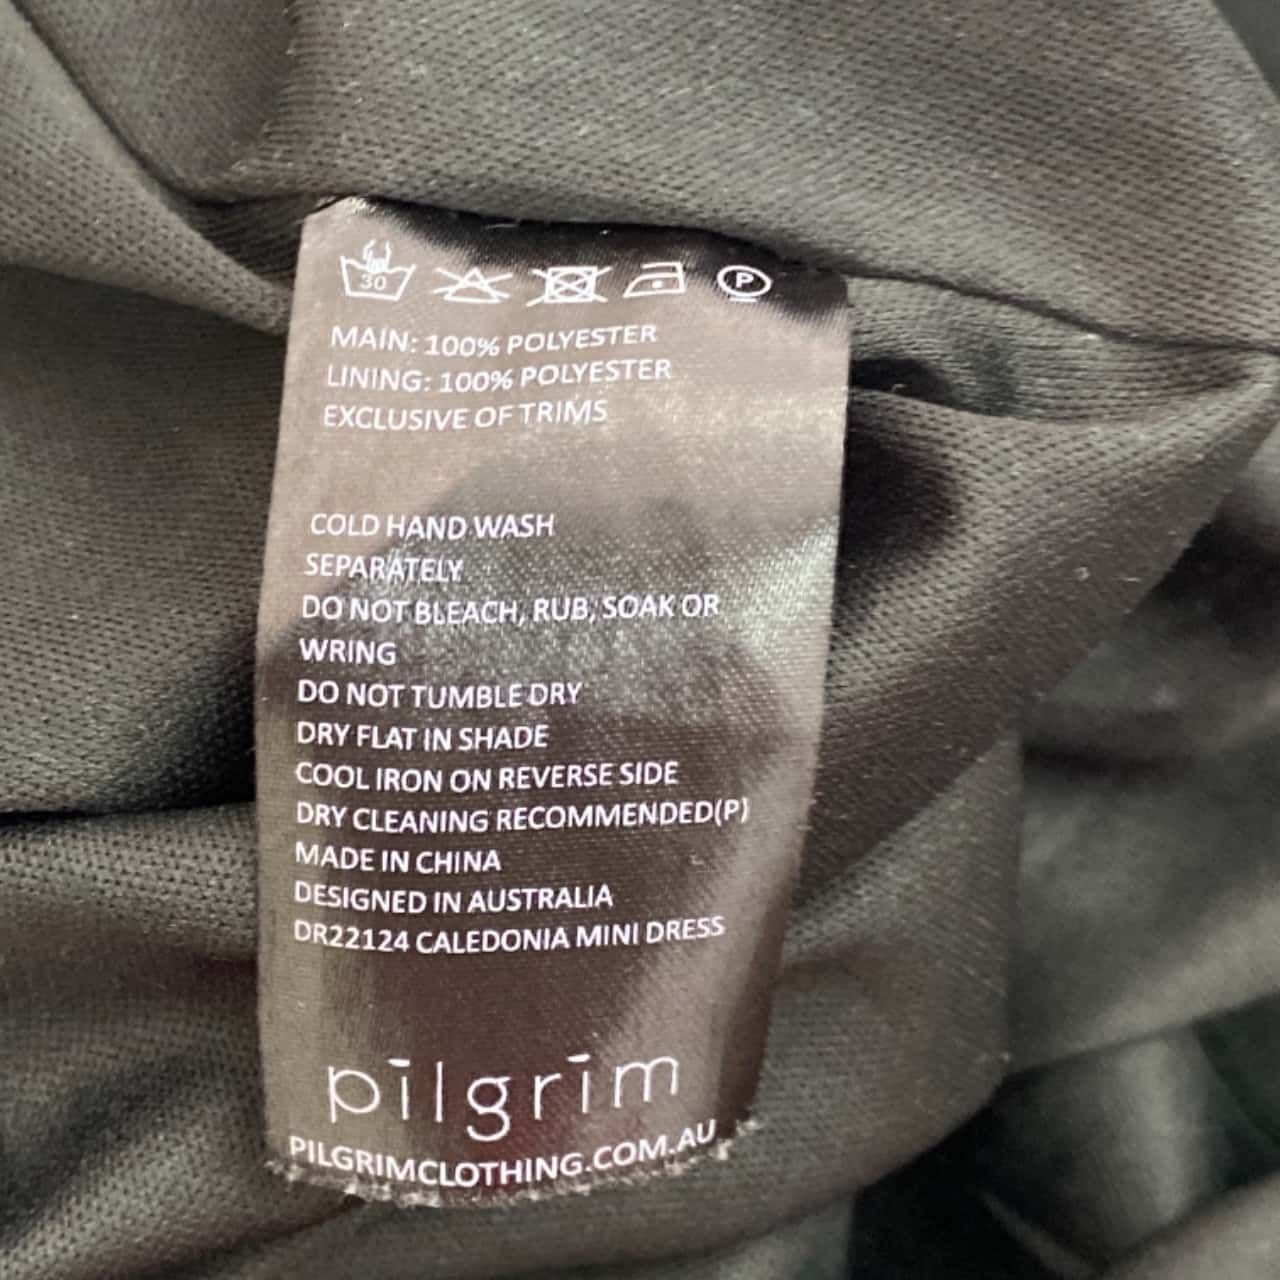 30
P
MAIN: 100% POLYESTER
LINING: 100% POLYESTER
EXCLUSIVE OF TRIMS
COLD HAND WASH
SEPARATELY
DO NOT BLEACH, RUB, SOAK OR
WRING
DO NOT TUMBLE DRY
DRY FLAT IN SHADE
COOL IRON ON REVERSE SIDE
DRY CLEANING RECOMMENDED(P)
MADE IN CHINA
DESIGNED IN AUSTRALIA
DR22124 CALEDONIA MINI DRESS
pilgrim
PILGRIMCLOTHING.COM.AU